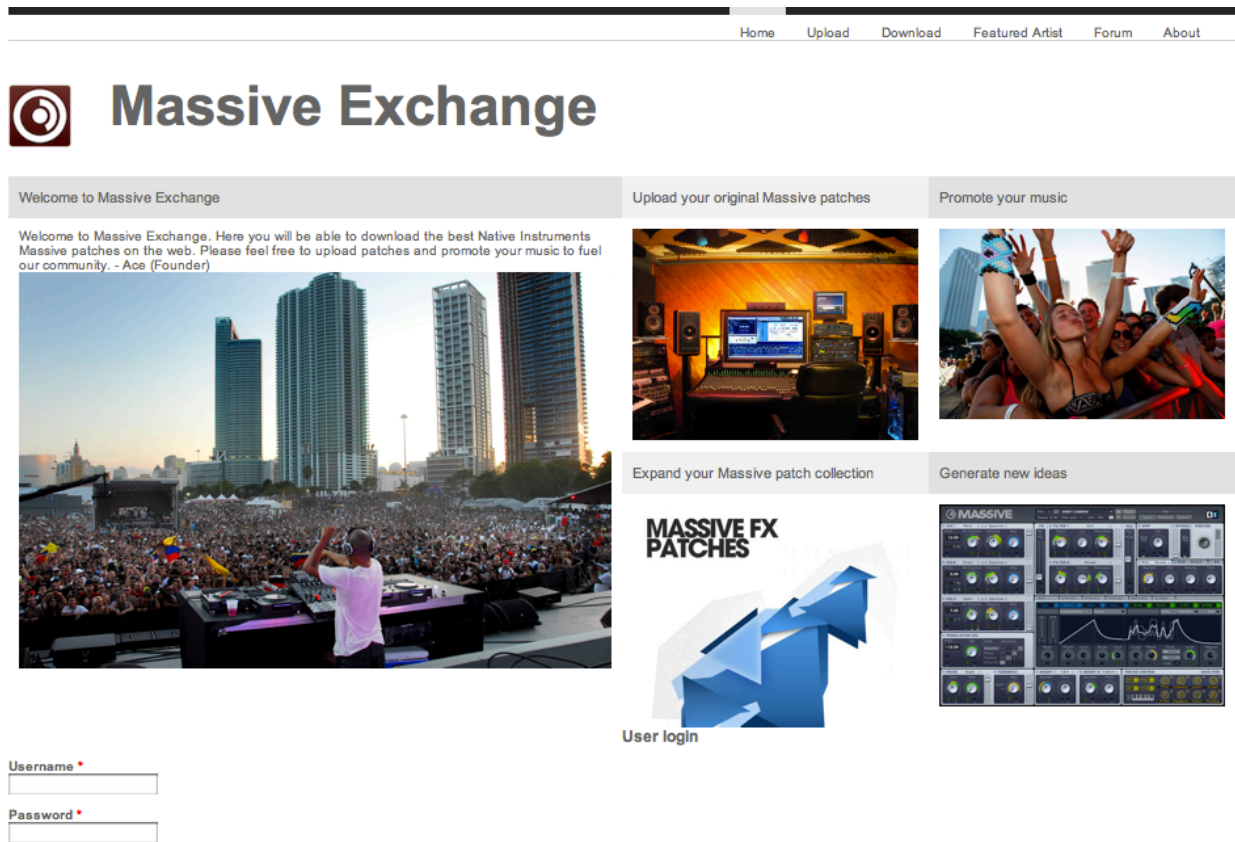 Home Upload Download Featured Artist Forum About
Massive Exchange
Welcome to Massive Exchange
Welcome to Massive Exchange. Here you will be able to download the best Native Instruments
Massive patches on the web. Please feel free to upload patches and promote your music to fuel
our community. - Ace (Founder)
Upload your original Massive patches
Promote your music
Expand your Massive patch collection
MASSIVE FX
PATCHES
Generate new ideas
MASSIVE
User login
Username *
Password *